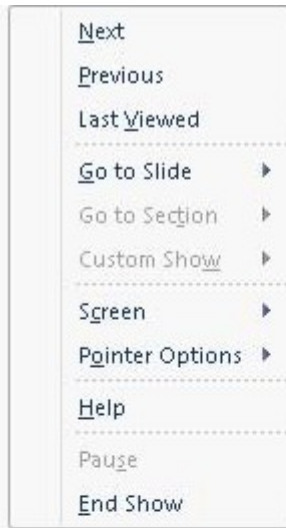 Next
Previous
Last Viewed
Go to Slide
Go to Section
Custom Show
Screen
Pointer Options
Help
Pause
End Show